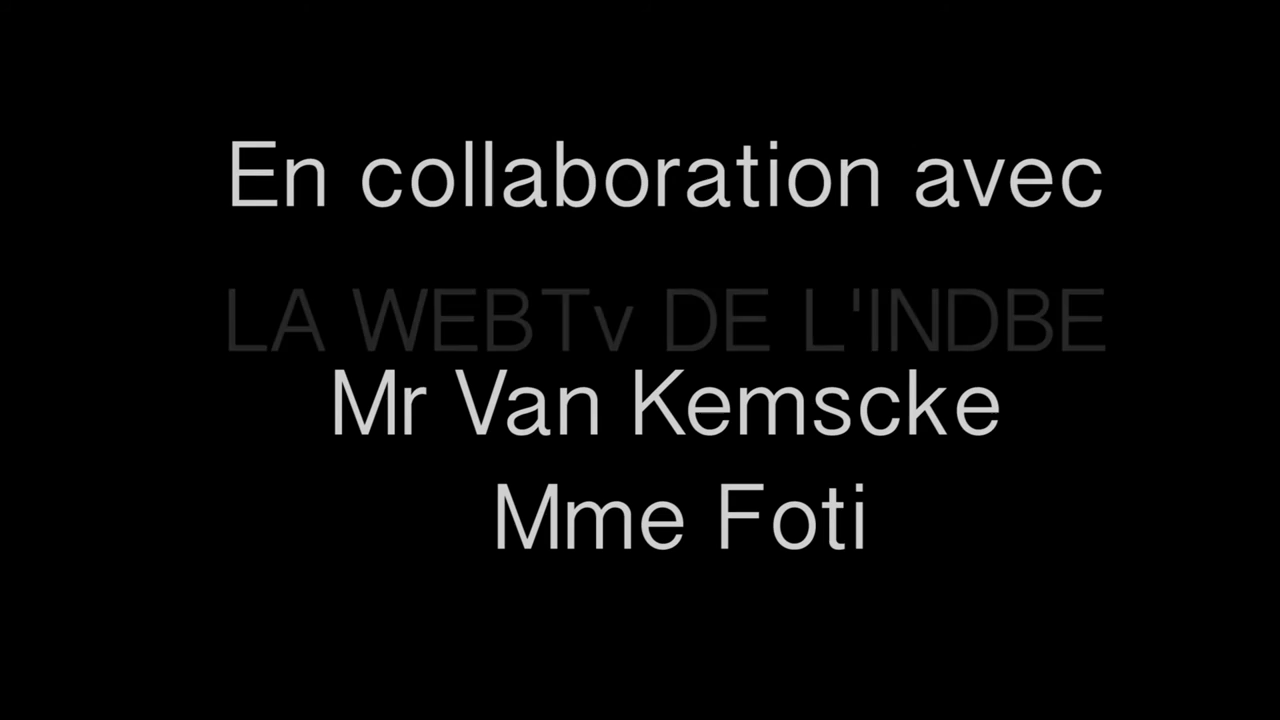 En collaboration avec
LA WEBTv DE L'INDBE
Mr Van Kemscke
Mme Foti